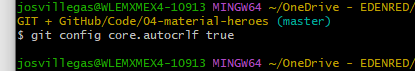 josvillegas@WLEMXMEX4-10913 MINGW64 ~/OneDrive - EDENRED/
GIT + GitHub/Code/04-material-heroes (master)
$ git config core.autocrlf true

josvillegas@WLEMXMEX4-10913 MINGW64 ~/OneDrive - EDENRED/